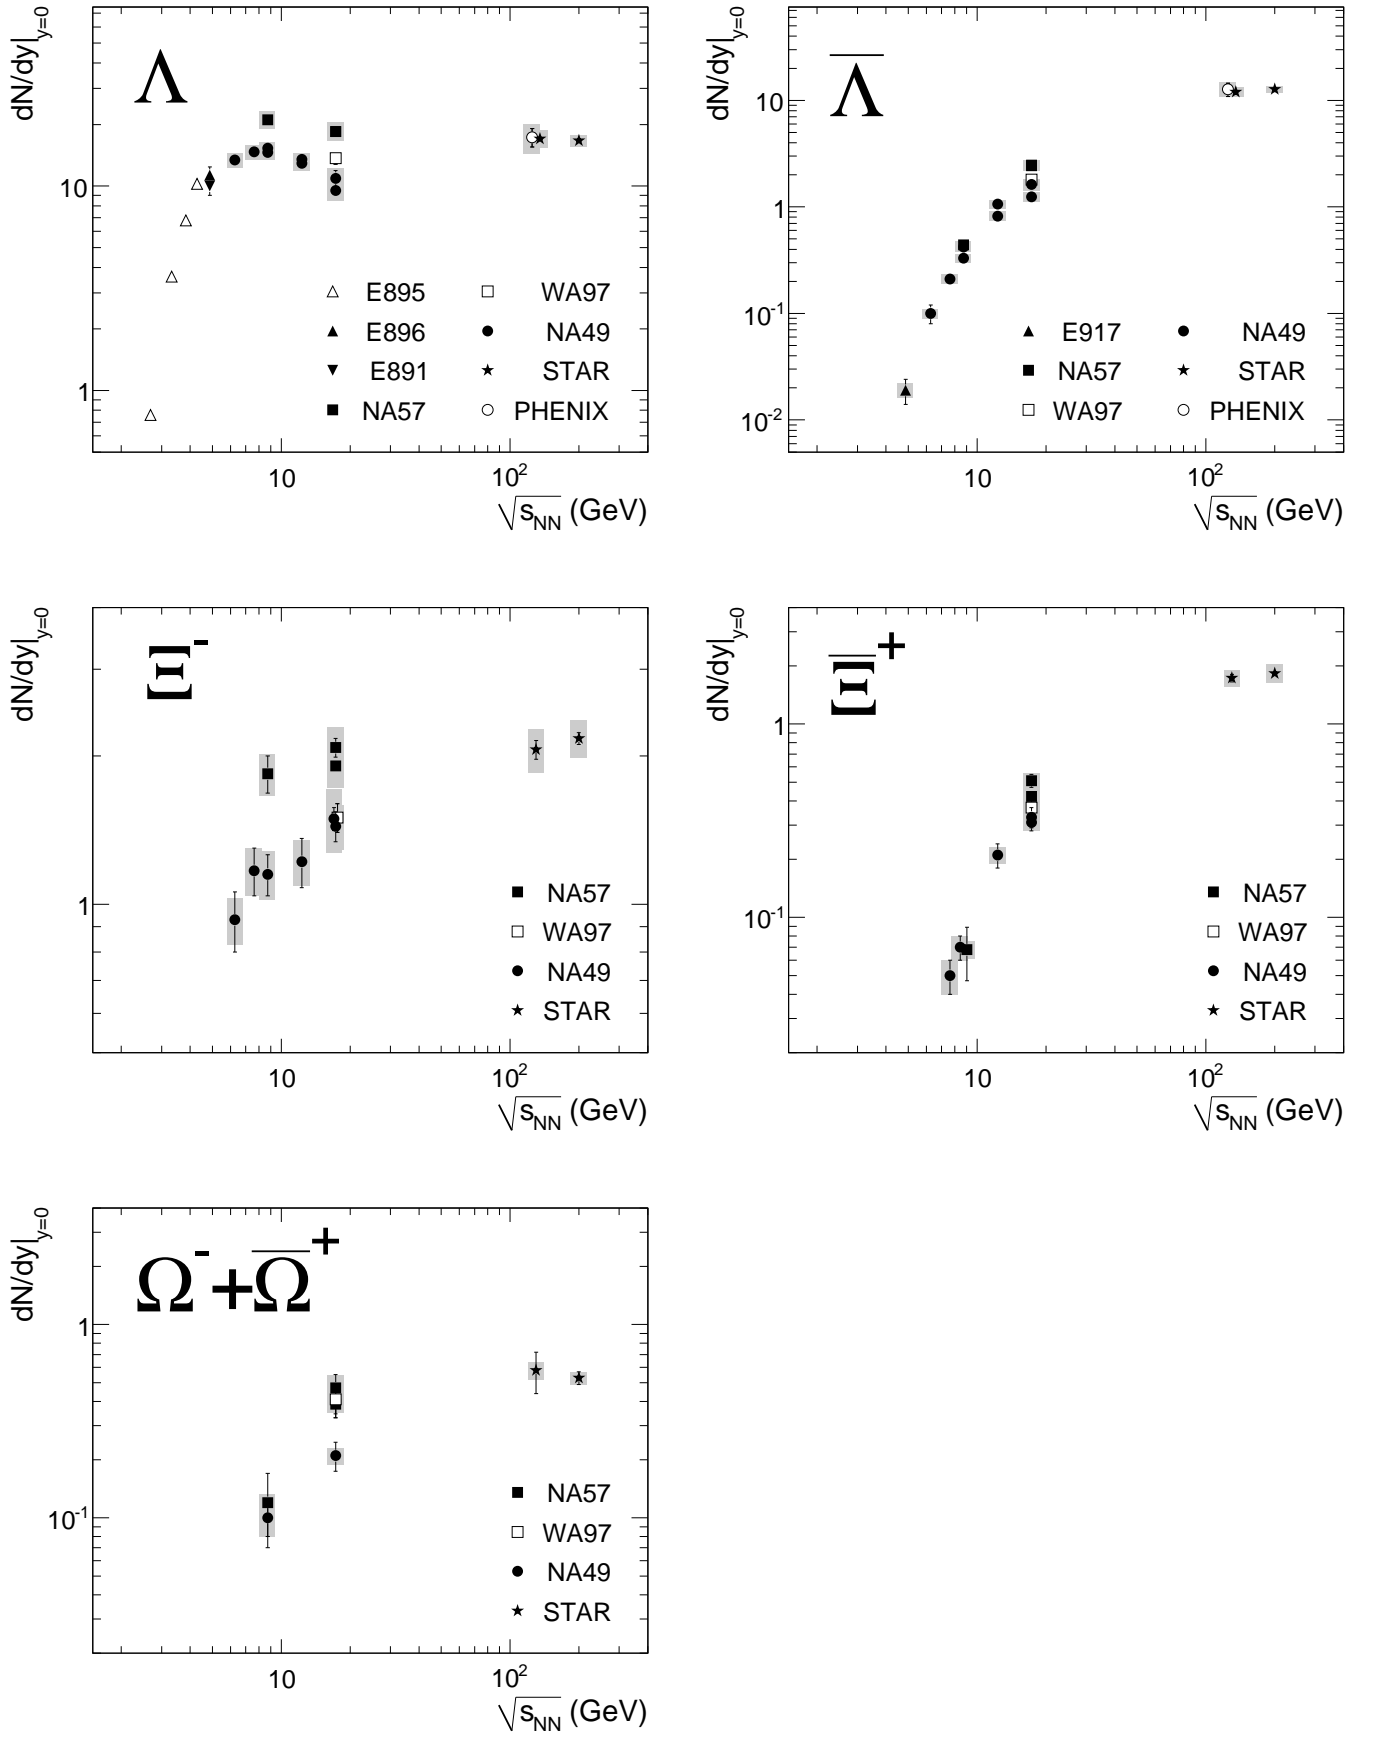 dN/dy|y=0
Λ
10
1
E895
E896
E891
NA57
WA97
NA49
STAR
PHENIX
10
10²
√sNN (GeV)
dN/dy|y=0
Λ̅
10
1
10⁻¹
10⁻²
E917
NA57
WA97
NA49
STAR
PHENIX
10
10²
√sNN (GeV)
dN/dy|y=0
Ξ⁻
1
NA57
WA97
NA49
STAR
10
10²
√sNN (GeV)
dN/dy|y=0
Ξ̅⁺
1
10⁻¹
NA57
WA97
NA49
STAR
10
10²
√sNN (GeV)
dN/dy|y=0
Ω⁻+Ω̅⁺
1
10⁻¹
NA57
WA97
NA49
STAR
10
10²
√sNN (GeV)